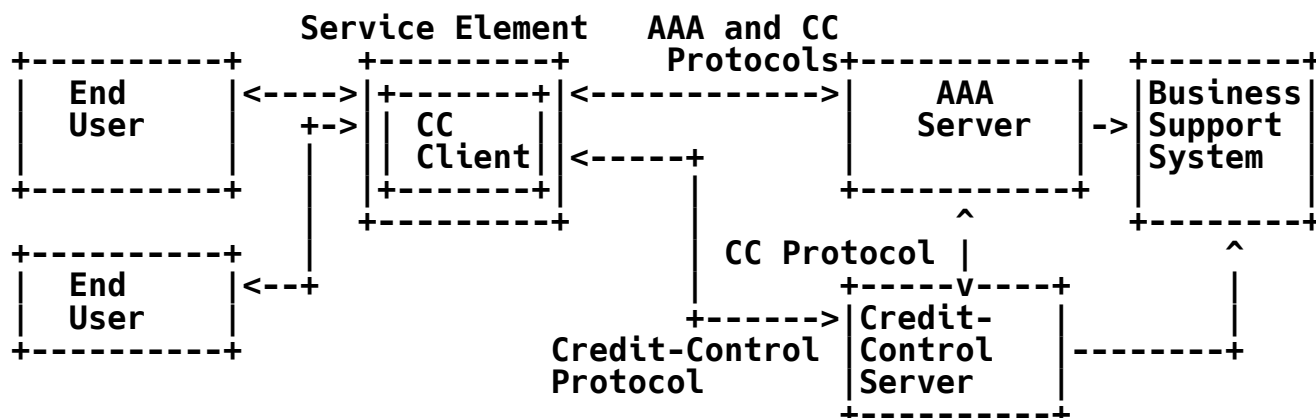 Service Element AAA and CC
Protocols
End Business
User AAA Support
CC Server System
Client
CC Protocol
End
User
Credit-
Credit-Control Control
Protocol Server